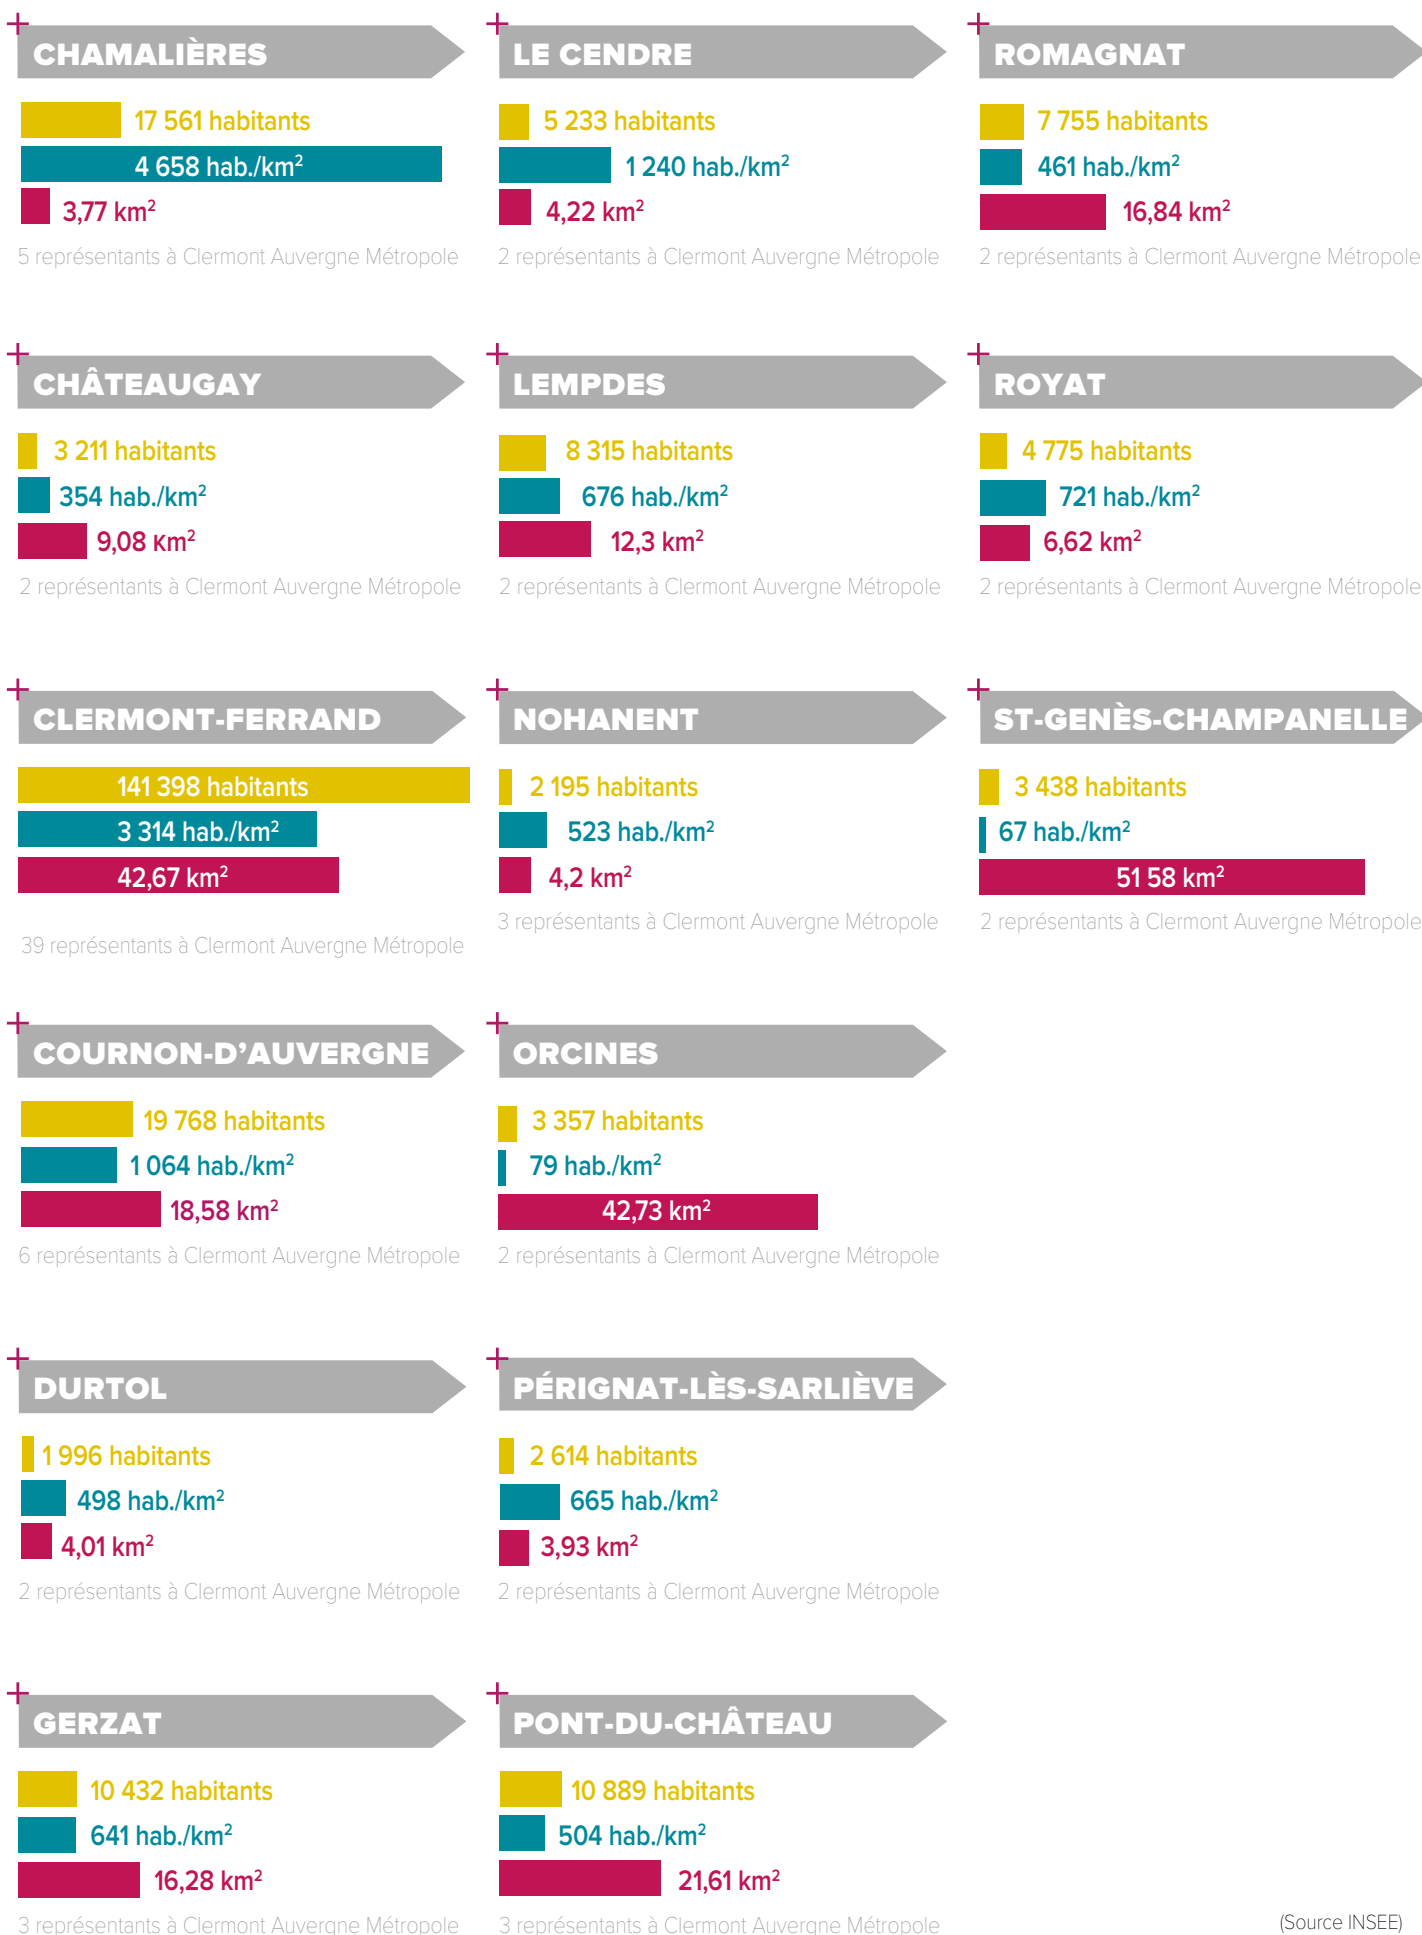 CHAMALIÈRES
17 561 habitants
4 658 hab./km²
3,77 km²
5 représentants à Clermont Auvergne Métropole
CHÂTEAUGAY
3 211 habitants
354 hab./km²
9,08 Km²
2 représentants à Clermont Auvergne Métropole
CLERMONT-FERRAND
141 398 habitants
3 314 hab./km²
42,67 km²
39 représentants à Clermont Auvergne Métropole
COURNON-D’AUVERGNE
19 768 habitants
1 064 hab./km²
18,58 km²
6 représentants à Clermont Auvergne Métropole
DURTOL
1 996 habitants
498 hab./km²
4,01 km²
2 représentants à Clermont Auvergne Métropole
GERZAT
10 432 habitants
641 hab./km²
16,28 km²
3 représentants à Clermont Auvergne Métropole
LE CENDRE
5 233 habitants
1 240 hab./km²
4,22 km²
2 représentants à Clermont Auvergne Métropole
LEMPDES
8 315 habitants
676 hab./km²
12,3 km²
2 représentants à Clermont Auvergne Métropole
NOHANENT
2 195 habitants
523 hab./km²
4,2 km²
3 représentants à Clermont Auvergne Métropole
ORCINES
3 357 habitants
79 hab./km²
42,73 km²
2 représentants à Clermont Auvergne Métropole
PÉRIGNAT-LÈS-SARLIÈVE
2 614 habitants
665 hab./km²
3,93 km²
2 représentants à Clermont Auvergne Métropole
PONT-DU-CHÂTEAU
10 889 habitants
504 hab./km²
21,61 km²
3 représentants à Clermont Auvergne Métropole
ROMAGNAT
7 755 habitants
461 hab./km²
16,84 km²
2 représentants à Clermont Auvergne Métropole
ROYAT
4 775 habitants
721 hab./km²
6,62 km²
2 représentants à Clermont Auvergne Métropole
ST-GENÈS-CHAMPANELLE
3 438 habitants
67 hab./km²
51 58 km²
2 représentants à Clermont Auvergne Métropole
(Source INSEE)